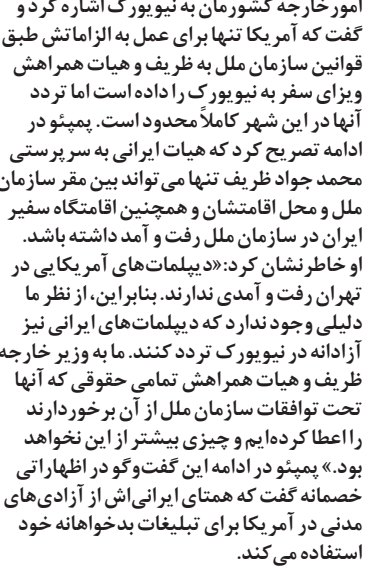 امور خارجه کشورمان به نیویورک اشاره کرد و
گفت که آمریکا تنها برای عمل به الزاماتش طبق
قوانین سازمان ملل به ظریف و هیات همراهش
ویزای سفر به نیویورک را داده است اما تردد
آنها در این شهر کاملاً محدود است. پمپئو در
ادامه تصریح کرد که هیات ایرانی به سرپرستی
محمد جواد ظریف تنها می‌تواند بین مقر سازمان
ملل و محل اقامتشان و همچنین اقامتگاه سفیر
ایران در سازمان ملل رفت و آمد داشته باشد.
او خاطرنشان کرد:«دیپلمات‌های آمریکایی در
تهران رفت و آمدی ندارند. بنابراین، از نظر ما
دلیلی وجود ندارد که دیپلمات‌های ایرانی نیز
آزادانه در نیویورک تردد کنند. ما به وزیر خارجه
ظریف و هیات همراهش تمامی حقوقی که آنها
تحت توافقات سازمان ملل از آن برخوردارند
را اعطا کرده‌ایم و چیزی بیشتر از این نخواهد
بود.» پمپئو در ادامه این گفت‌وگو در اظهاراتی
خصمانه گفت که همتای ایرانی‌اش از آزادی‌های
مدنی در آمریکا برای تبلیغات بدخواهانه خود
استفاده می‌کند.